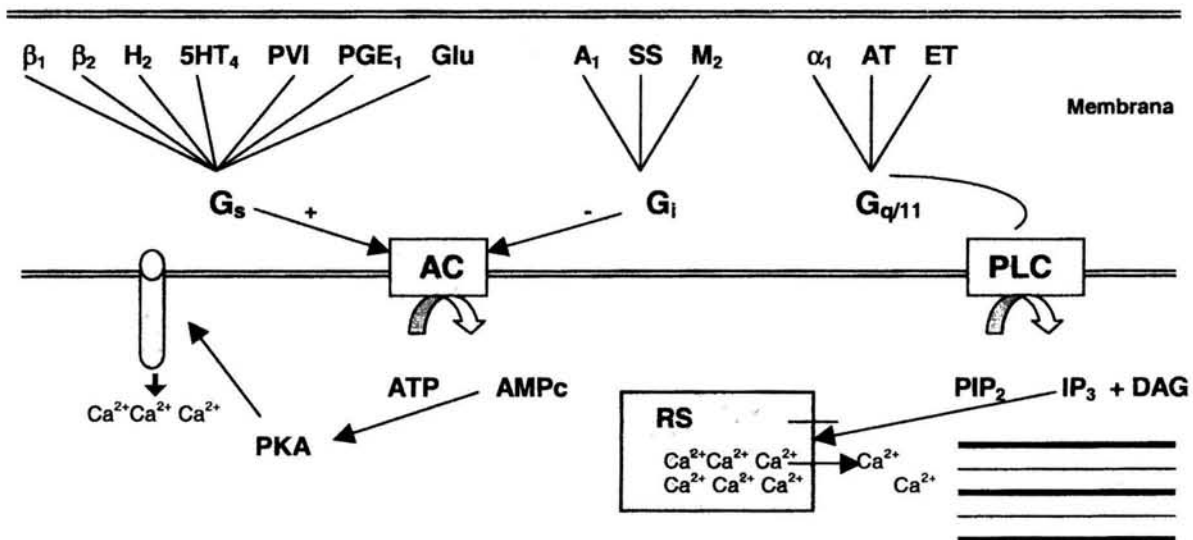 β₁ β₂ H₂ 5HT₄ PVI PGE₁ Glu A₁ SS M₂ α₁ AT ET
Membrana
Gₛ + - Gᵢ G_q/11
AC PLC
ATP AMPc PIP₂ IP₃ + DAG
Ca²⁺Ca²⁺ Ca²⁺
RS
PKA
Ca²⁺Ca²⁺ Ca²⁺ Ca²⁺
Ca²⁺ Ca²⁺ Ca²⁺ Ca²⁺